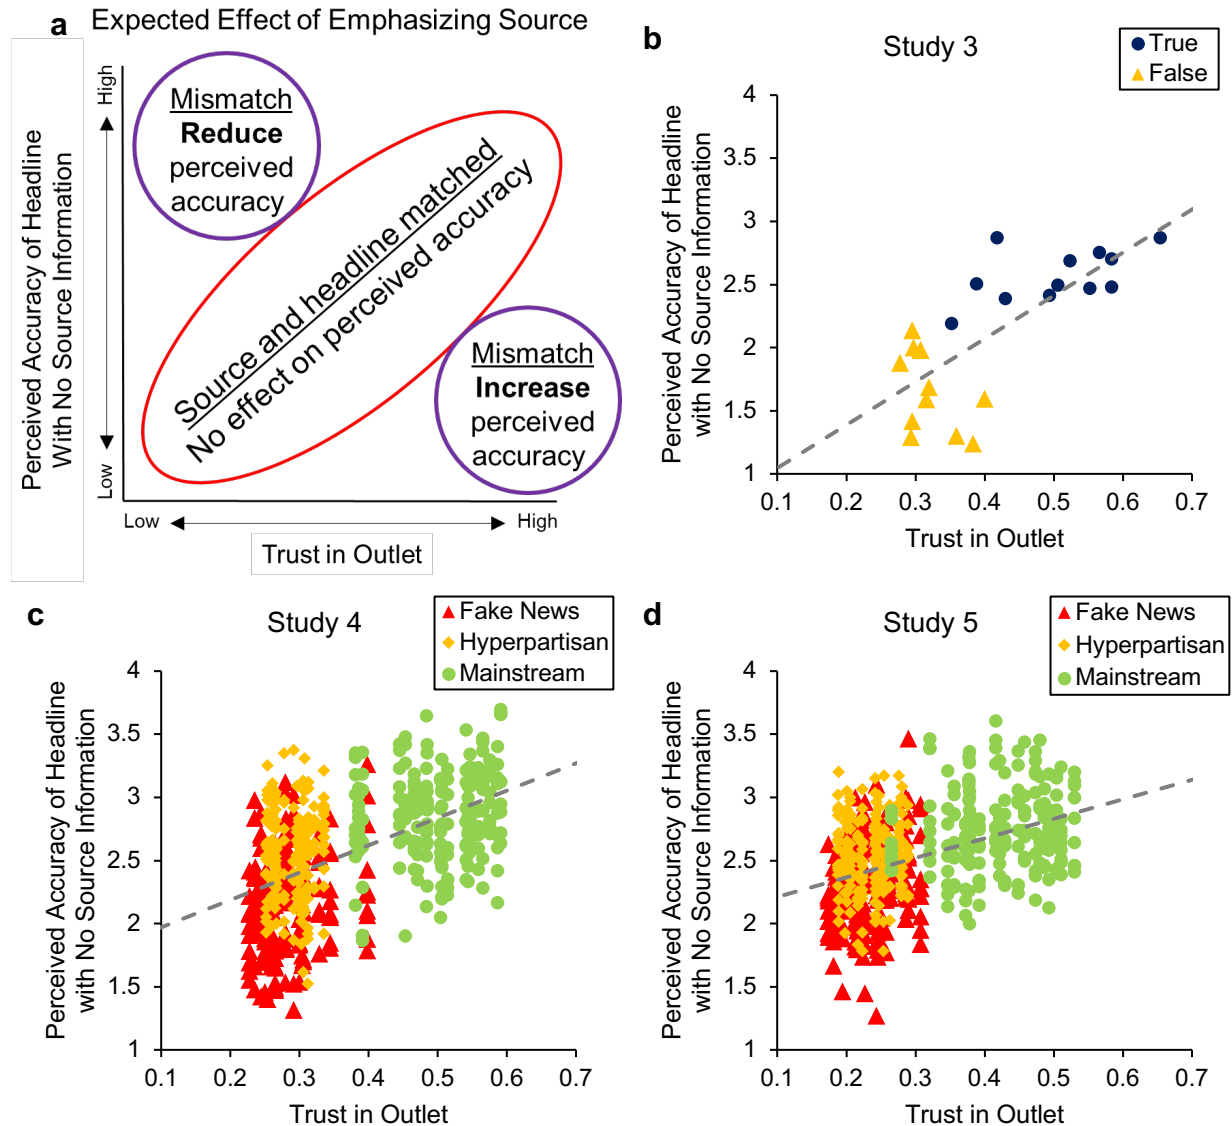 a Expected Effect of Emphasizing Source
Perceived Accuracy of Headline
With No Source Information
High
Low
Mismatch
Reduce
perceived
accuracy
Source and headline matched
No effect on perceived accuracy
Mismatch
Increase
perceived
accuracy
Low
High
Trust in Outlet
b
Study 3
True
False
Perceived Accuracy of Headline
with No Source Information
4
3.5
3
2.5
2
1.5
1
0.1 0.2 0.3 0.4 0.5 0.6 0.7
Trust in Outlet
c
Study 4
Fake News
Hyperpartisan
Mainstream
Perceived Accuracy of Headline
with No Source Information
4
3.5
3
2.5
2
1.5
1
0.1 0.2 0.3 0.4 0.5 0.6 0.7
Trust in Outlet
d
Study 5
Fake News
Hyperpartisan
Mainstream
Perceived Accuracy of Headline
with No Source Information
4
3.5
3
2.5
2
1.5
1
0.1 0.2 0.3 0.4 0.5 0.6 0.7
Trust in Outlet